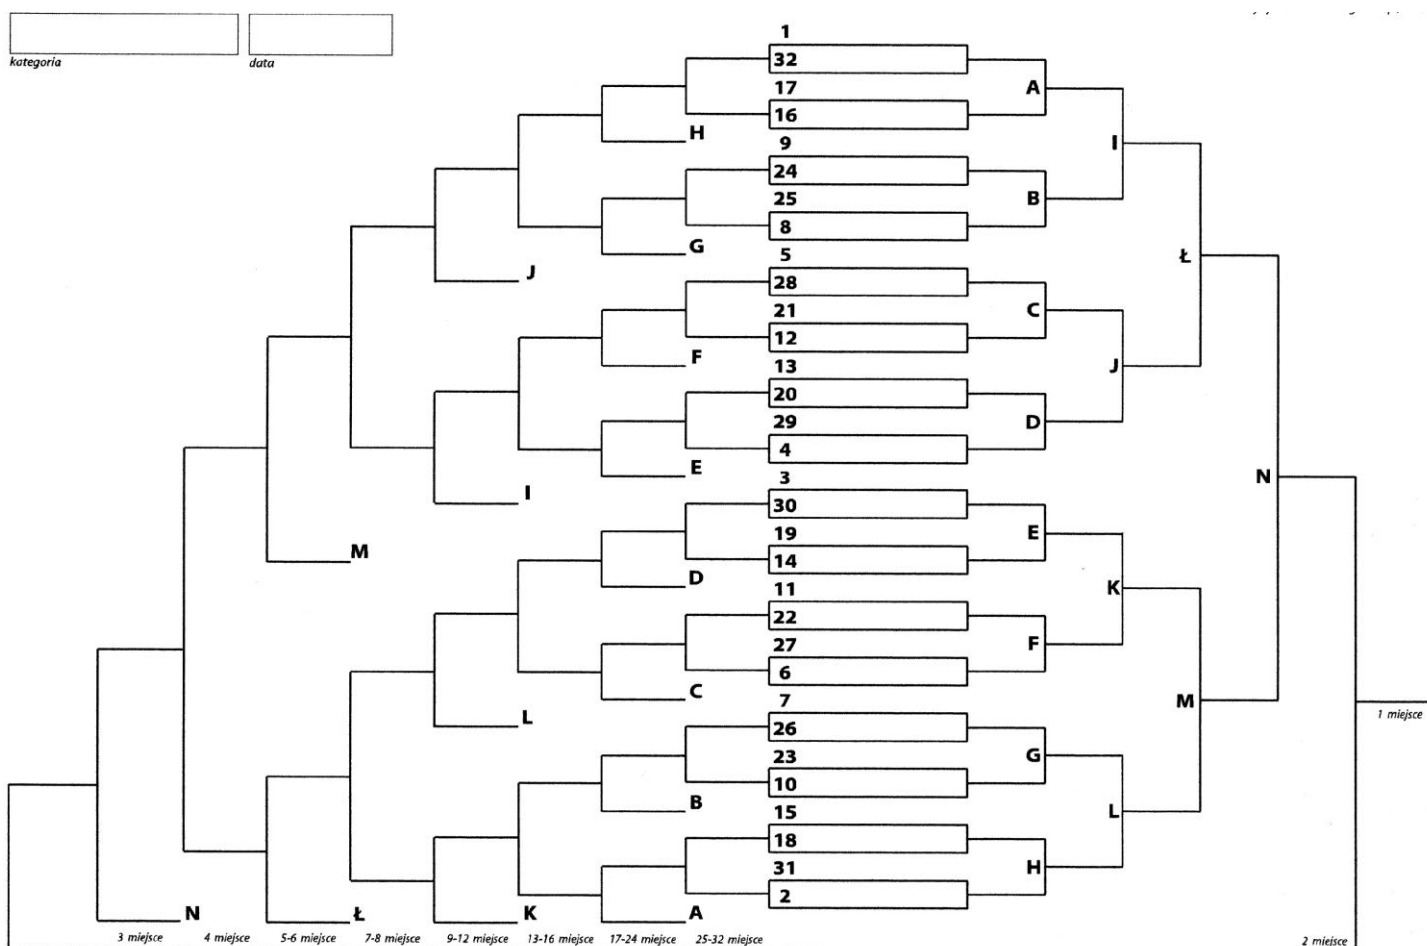 1
32
kategoria data
17 A
16
H
9 I
24
25 B
8
G
5 Ł
J 28
21 C
12
F 13 J
20
29 D
4
E
3 N
I 30
19 E
M 14
D 11 K
22
27 F
6
C 7 M
L 26
23 G
10
B 15 L
18
31 H
2
N Ł K A
3 miejsce 4 miejsce 5-6 miejsce 7-8 miejsce 9-12 miejsce 13-16 miejsce 17-24 miejsce 25-32 miejsce
1 miejsce
2 miejsce